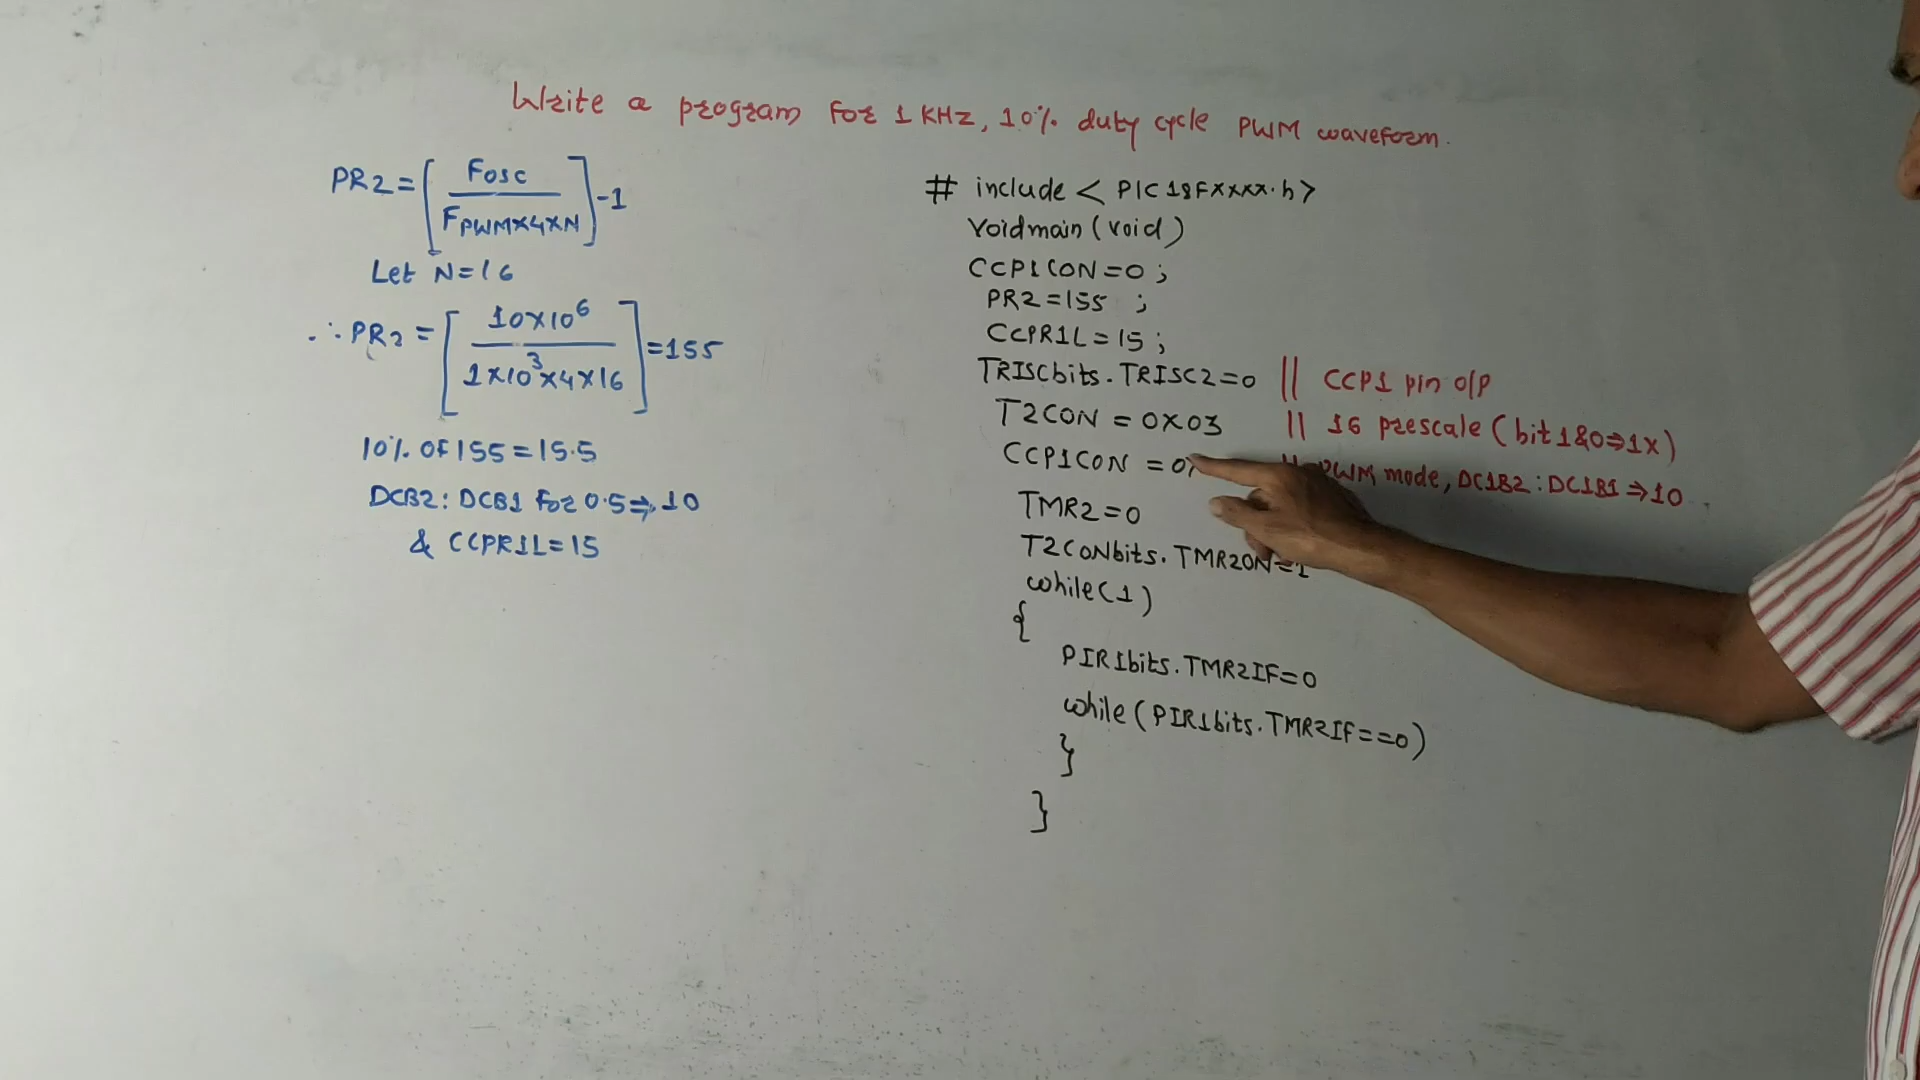 Write a program for 1 KHz, 10% duty cycle PWM waveform.
PR2 = [ Fosc / FPWM×4×N ] -1
Let N=16
∴ PR2 = [ 10×10^6 / 1×10^3×4×16 ] =155
10% OF 155 = 15.5
DCB2 : DCB1 for 0.5 ⇒ 10
& CCPR1L = 15
# include < PIC18FXXXX.h>
Voidmain (void)
CCP1CON = 0 ;
PR2 = 155 ;
CCPR1L = 15 ;
TRISCbits.TRISC2 = 0 || CCP1 pin o/p
T2CON = 0X03 || 16 prescale (bit 1&0 ⇒ 1X)
CCP1CON = PWM mode, DC1B2 : DC1B1 ⇒ 10
TMR2 = 0
T2CONbits.TMR2ON = 1
while(1)
{
PIR1bits.TMR2IF = 0
while (PIR1bits.TMR2IF == 0)
}
}